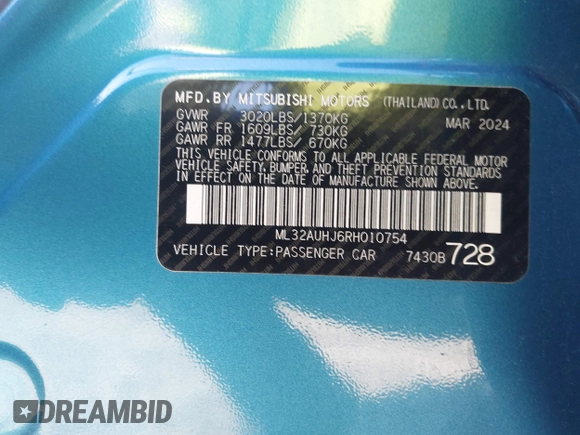 MFD.BY MITSUBISHI MOTORS (THAILAND) CO.,LTD.
GVWR 3020LBS/1370KG MAR 2024
GAWR FR 1609LBS/ 730KG
GAWR RR 1477LBS/ 670KG
THIS VEHICLE CONFORMS TO ALL APPLICABLE FEDERAL MOTOR
VEHICLE SAFETY, BUMPER, AND THEFT PREVENTION STANDARDS
IN EFFECT ON THE DATE OF MANUFACTURE SHOWN ABOVE.
ML32AUHJ6RH010754
VEHICLE TYPE:PASSENGER CAR 7430B 728
DREAMBID